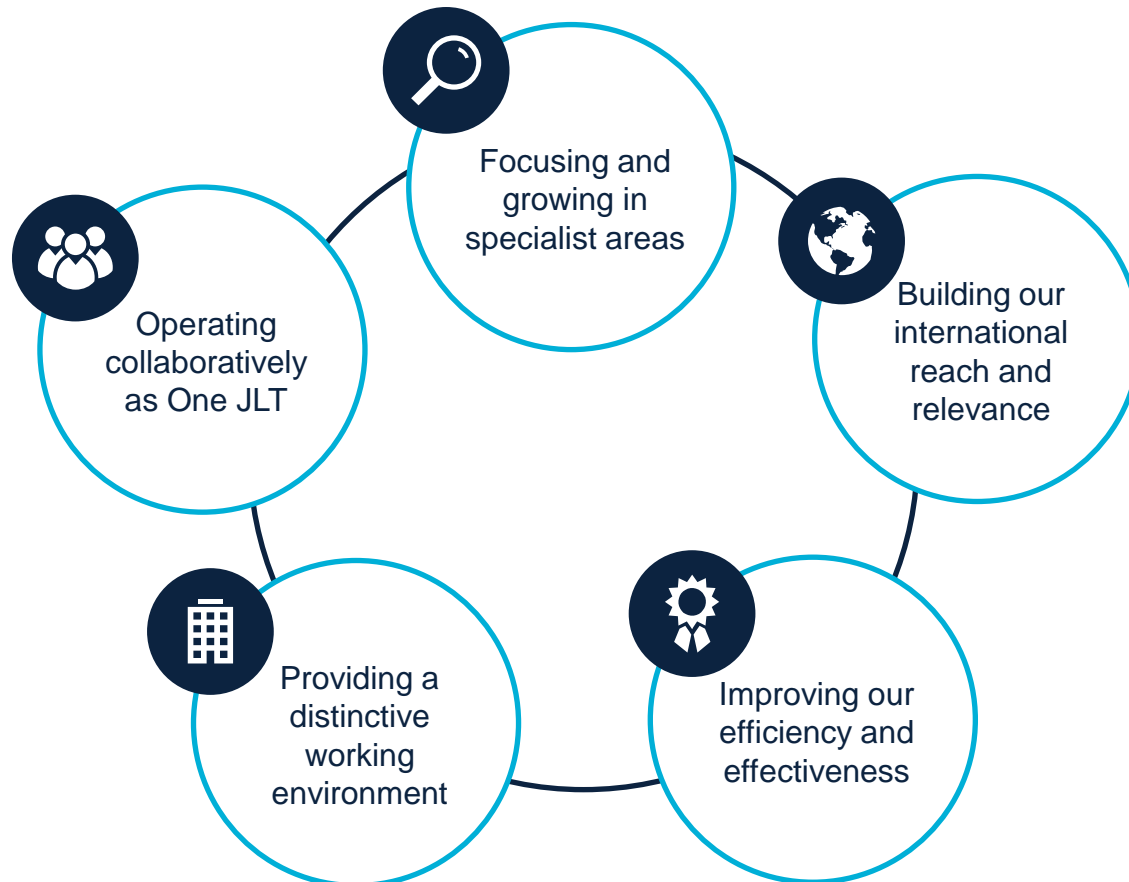 Focusing and
growing in
specialist areas
Building our
international
reach and
relevance
Improving our
efficiency and
effectiveness
Providing a
distinctive
working
environment
Operating
collaboratively
as One JLT